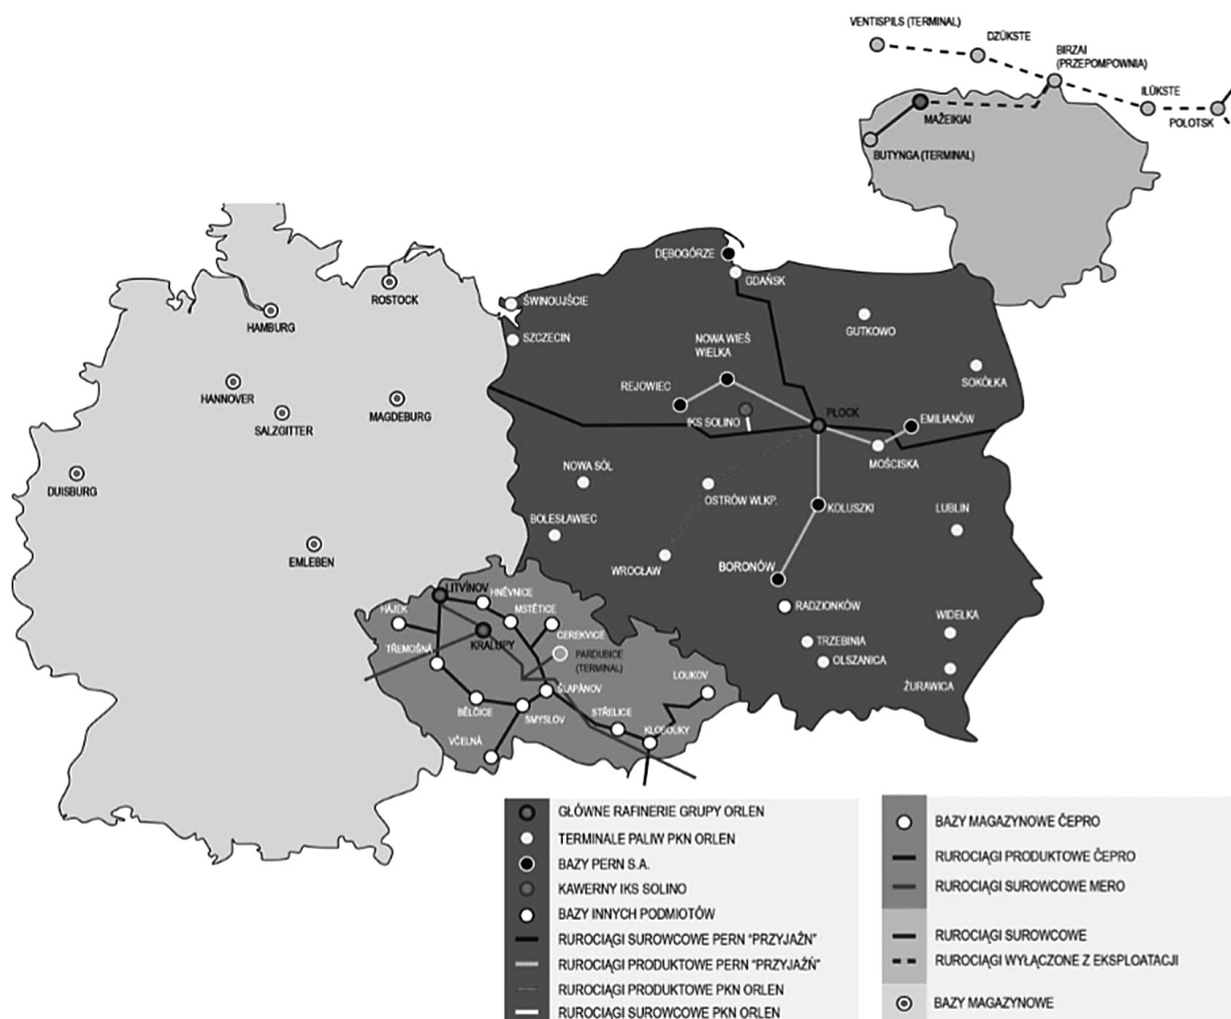 VENTISPILS (TERMINAL)
DZŪKSTE
BIRZAI
(PRZEPOMPOWNIA)
ILŪKSTE
POLOTSK
MAŽEIKIAI
BUTYNGA (TERMINAL)
DĘBOGÓRZE
GDAŃSK
ROSTOCK
ŚWINOUJŚCIE
HAMBURG
SZCZECIN
NOWA WIEŚ
WIELKA
GUTKOWO
HANNOVER
REJOWIEC
SOKÓŁKA
MAGDEBURG
SALZGITTER
IKS SOLINO
PŁOCK
EMILIANÓW
MOŚCISKA
DUISBURG
NOWA SÓL
OSTRÓW WLKP.
KOLUSZKI
LUBLIN
BOLESŁAWIEC
EMLEBEN
WROCŁAW
BORONÓW
LITVÍNOV
HNĚVNICE
HÁJEK
MSTĚTICE
RADZIONKÓW
WIDEŁKA
CEREKVICE
KRALUPY
TŘEMOŠNÁ
PARDUBICE
(TERMINAL)
TRZEBINIA
OLSZANICA
LOUKOV
ŻURAWICA
ŠLAPÁNOV
BĚLČICE
SMYSLOV
STŘELICE
KLOBOUKY
VČELNÁ
GŁÓWNE RAFINERIE GRUPY ORLEN
TERMINALE PALIW PKN ORLEN
BAZY PERN S.A.
KAWERNY IKS SOLINO
BAZY INNYCH PODMIOTÓW
RUROCIĄGI SUROWCOWE PERN "PRZYJAŹŃ"
RUROCIĄGI PRODUKTOWE PERN "PRZYJAŹŃ"
RUROCIĄGI PRODUKTOWE PKN ORLEN
RUROCIĄGI SUROWCOWE PKN ORLEN
BAZY MAGAZYNOWE ČEPRO
RUROCIĄGI PRODUKTOWE ČEPRO
RUROCIĄGI SUROWCOWE MERO
RUROCIĄGI SUROWCOWE
RUROCIĄGI WYŁĄCZONE Z EKSPLOATACJI
BAZY MAGAZYNOWE